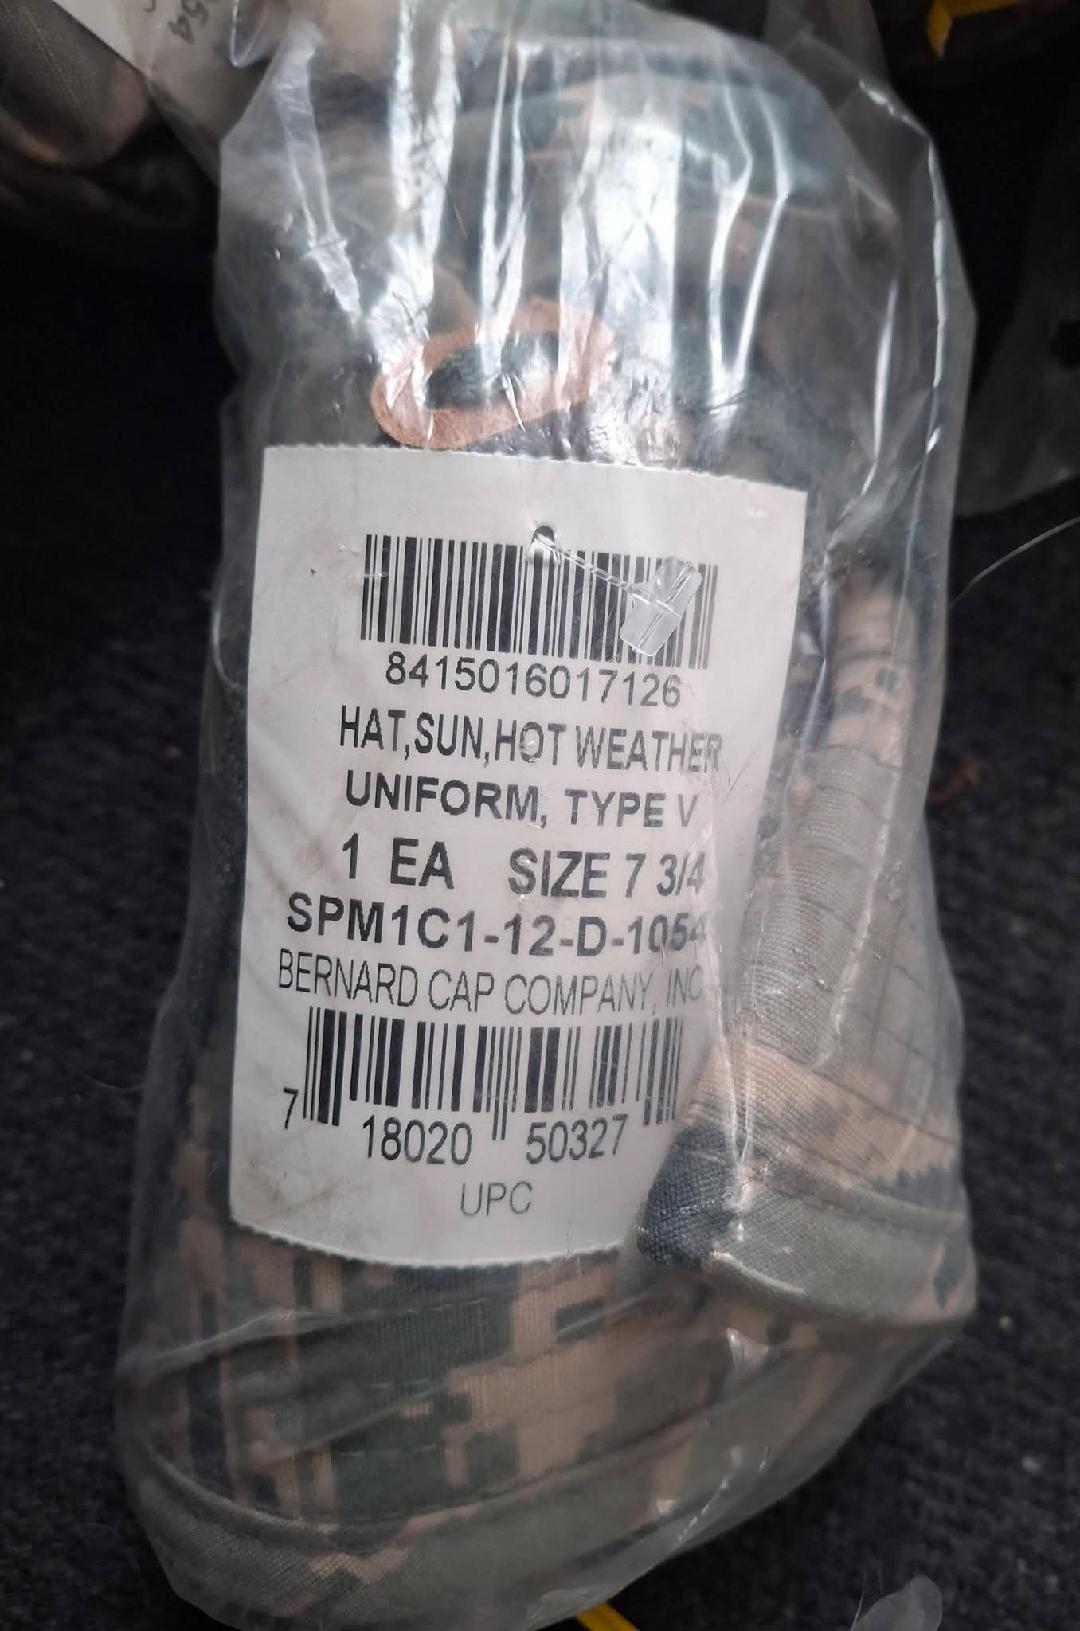 54
8415016017126
HAT,SUN,HOT WEATHER
UNIFORM, TYPE V
1 EA SIZE 7 3/4
SPM1C1-12-D-1054
BERNARD CAP COMPANY, INC
7 18020 50327
UPC